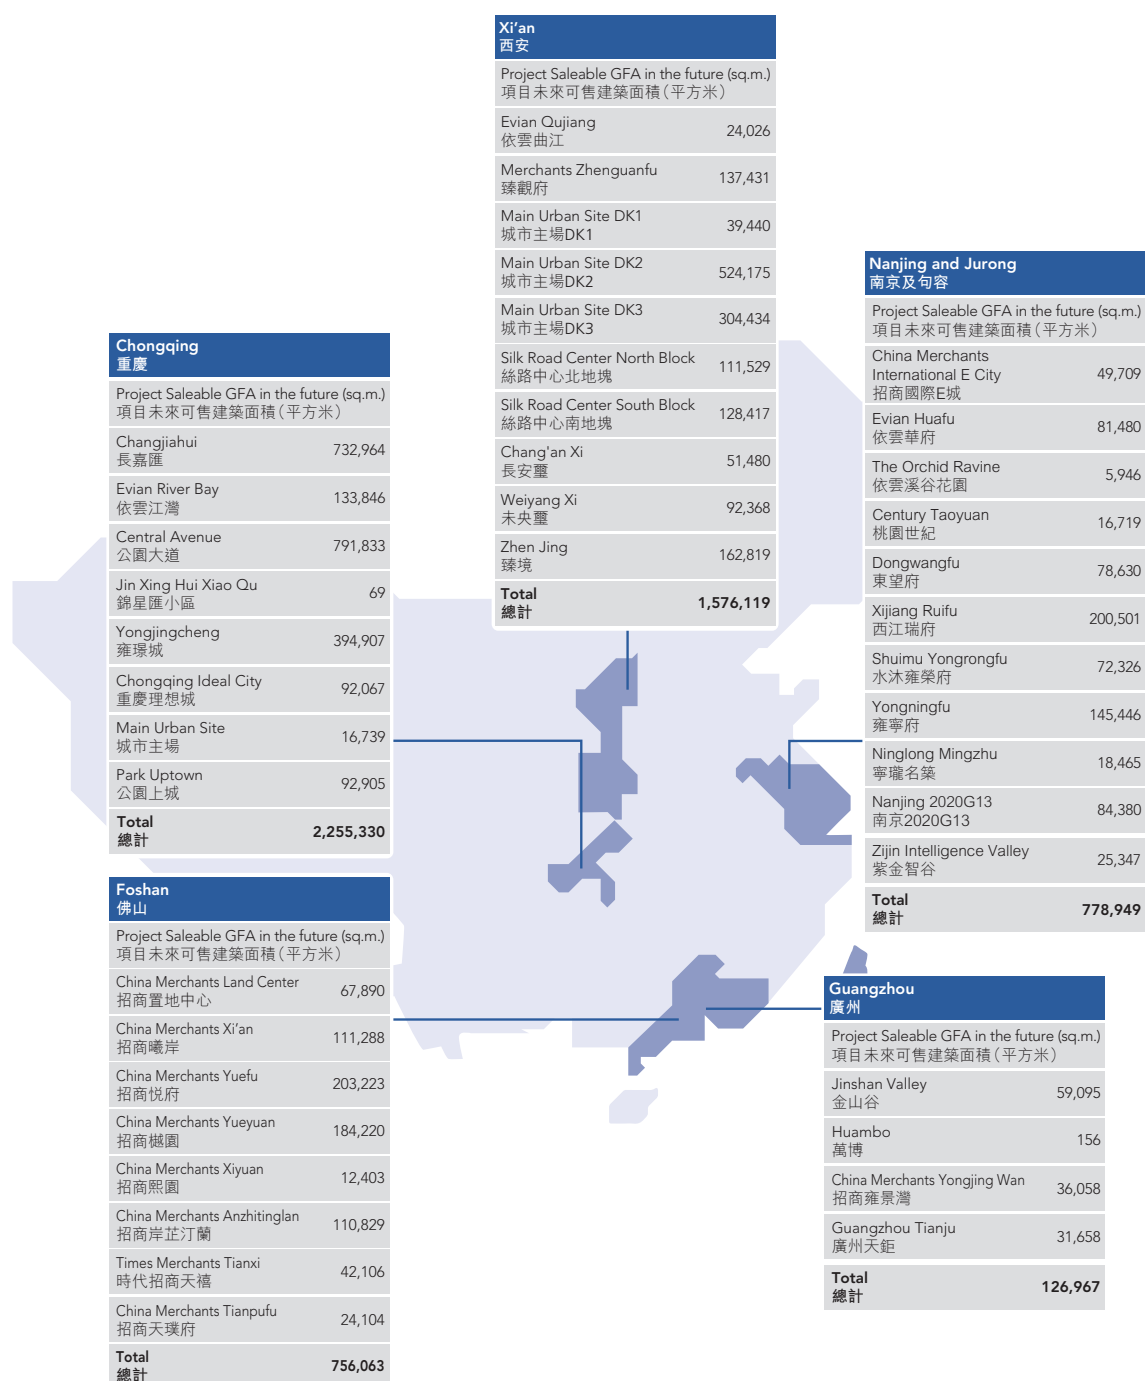 Xi'an
西安
Project Saleable GFA in the future (sq.m.)
項目未來可售建築面積（平方米）
Evian Qujiang
依雲曲江
24,026
Merchants Zhenguanfu
臻觀府
137,431
Main Urban Site DK1
城市主場DK1
39,440
Main Urban Site DK2
城市主場DK2
524,175
Main Urban Site DK3
城市主場DK3
304,434
Silk Road Center North Block
絲路中心北地塊
111,529
Silk Road Center South Block
絲路中心南地塊
128,417
Chang'an Xi
長安璽
51,480
Weiyang Xi
未央璽
92,368
Zhen Jing
臻境
162,819
Total
總計
1,576,119
Nanjing and Jurong
南京及句容
Project Saleable GFA in the future (sq.m.)
項目未來可售建築面積（平方米）
China Merchants
International E City
招商國際E城
49,709
Evian Huafu
依雲華府
81,480
The Orchid Ravine
依雲溪谷花園
5,946
Century Taoyuan
桃園世紀
16,719
Dongwangfu
東望府
78,630
Xijiang Ruifu
西江瑞府
200,501
Shuimu Yongrongfu
水沐雍榮府
72,326
Yongningfu
雍寧府
145,446
Ninglong Mingzhu
寧瓏名築
18,465
Nanjing 2020G13
南京2020G13
84,380
Zijin Intelligence Valley
紫金智谷
25,347
Total
總計
778,949
Chongqing
重慶
Project Saleable GFA in the future (sq.m.)
項目未來可售建築面積（平方米）
Changjiahui
長嘉匯
732,964
Evian River Bay
依雲江灣
133,846
Central Avenue
公園大道
791,833
Jin Xing Hui Xiao Qu
錦星匯小區
69
Yongjingcheng
雍璟城
394,907
Chongqing Ideal City
重慶理想城
92,067
Main Urban Site
城市主場
16,739
Park Uptown
公園上城
92,905
Total
總計
2,255,330
Foshan
佛山
Project Saleable GFA in the future (sq.m.)
項目未來可售建築面積（平方米）
China Merchants Land Center
招商置地中心
67,890
China Merchants Xi'an
招商曦岸
111,288
China Merchants Yuefu
招商悦府
203,223
China Merchants Yueyuan
招商樾園
184,220
China Merchants Xiyuan
招商熙園
12,403
China Merchants Anzhitinglan
招商岸芷汀蘭
110,829
Times Merchants Tianxi
時代招商天禧
42,106
China Merchants Tianpufu
招商天璞府
24,104
Total
總計
756,063
Guangzhou
廣州
Project Saleable GFA in the future (sq.m.)
項目未來可售建築面積（平方米）
Jinshan Valley
金山谷
59,095
Huambo
萬博
156
China Merchants Yongjing Wan
招商雍景灣
36,058
Guangzhou Tianju
廣州天鉅
31,658
Total
總計
126,967